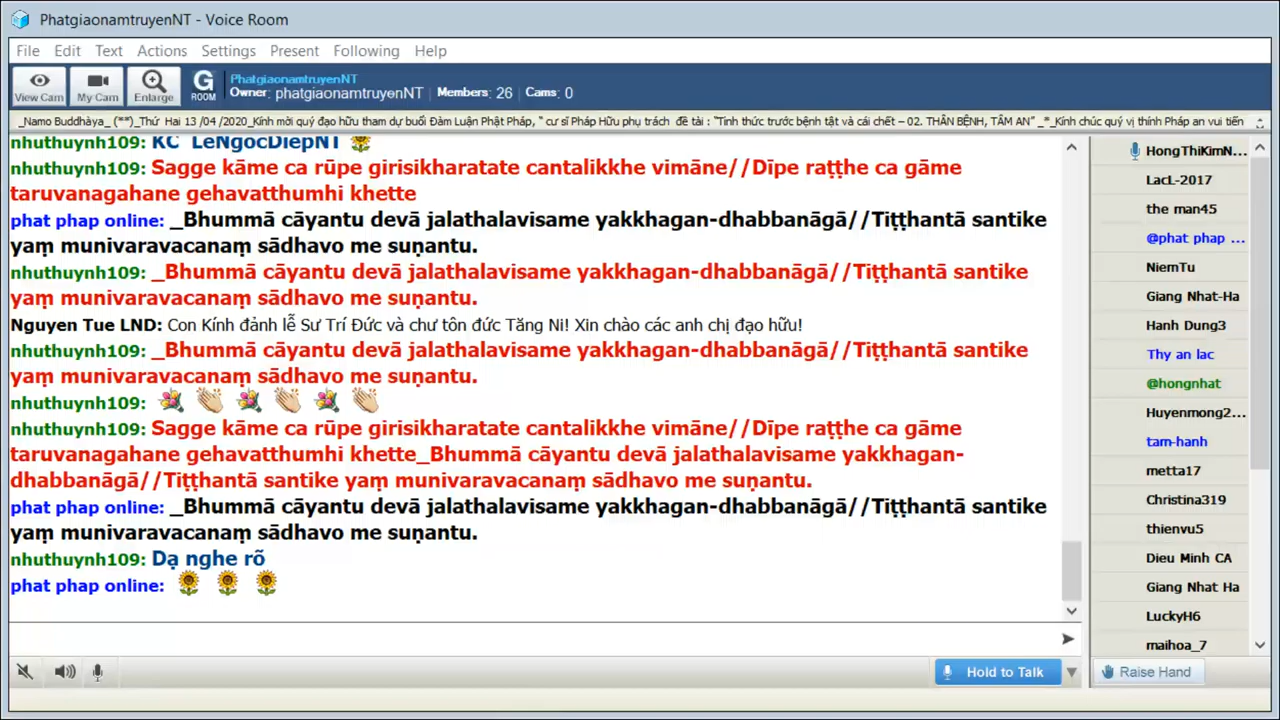 PhatgiaonamtruyenNT - Voice Room
File Edit Text Actions Settings Present Following Help
View Cam My Cam Enlarge G ROOM
PhatgiaonamtruyenNT
Owner: phatgiaonamtruyenNT Members: 26 Cams: 0
_Namo Buddhàya_ (**)_Thứ Hai 13 /04 /2020_Kính mời quý đạo hữu tham dự buổi Đàm Luận Phật Pháp, “ cư sĩ Pháp Hữu phụ trách đề tài : "Tỉnh thức trước bệnh tật và cái chết – 02. THÂN BỆNH, TÂM AN” _*_Kính chúc quý vị thính Pháp an vui tiến
nhuthuynh109: KC LeNgocDiepNT
nhuthuynh109: Sagge kāme ca rūpe girisikharatate cantalikkhe vimāne//Dīpe raṭṭhe ca gāme
taruvanagahane gehavatthumhi khette
phat phap online: _Bhummā cāyantu devā jalathalavisame yakkhagan-dhabbanāgā//Tiṭṭhantā santike
yaṃ munivaravacanaṃ sādhavo me suṇantu.
nhuthuynh109: _Bhummā cāyantu devā jalathalavisame yakkhagan-dhabbanāgā//Tiṭṭhantā santike
yaṃ munivaravacanaṃ sādhavo me suṇantu.
Nguyen Tue LND: Con Kính đảnh lễ Sư Trí Đức và chư tôn đức Tăng Ni! Xin chào các anh chị đạo hữu!
nhuthuynh109: _Bhummā cāyantu devā jalathalavisame yakkhagan-dhabbanāgā//Tiṭṭhantā santike
yaṃ munivaravacanaṃ sādhavo me suṇantu.
nhuthuynh109:
nhuthuynh109: Sagge kāme ca rūpe girisikharatate cantalikkhe vimāne//Dīpe raṭṭhe ca gāme
taruvanagahane gehavatthumhi khette_Bhummā cāyantu devā jalathalavisame yakkhagan-
dhabbanāgā//Tiṭṭhantā santike yaṃ munivaravacanaṃ sādhavo me suṇantu.
phat phap online: _Bhummā cāyantu devā jalathalavisame yakkhagan-dhabbanāgā//Tiṭṭhantā santike
yaṃ munivaravacanaṃ sādhavo me suṇantu.
nhuthuynh109: Dạ nghe rõ
phat phap online:
HongThiKimN...
LacL-2017
the man45
@phat phap ...
NiemTu
Giang Nhat-Ha
Hanh Dung3
Thy an lac
@hongnhat
Huyenmong2...
tam-hanh
metta17
Christina319
thienvu5
Dieu Minh CA
Giang Nhat Ha
LuckyH6
maihoa_7
Hold to Talk
Raise Hand